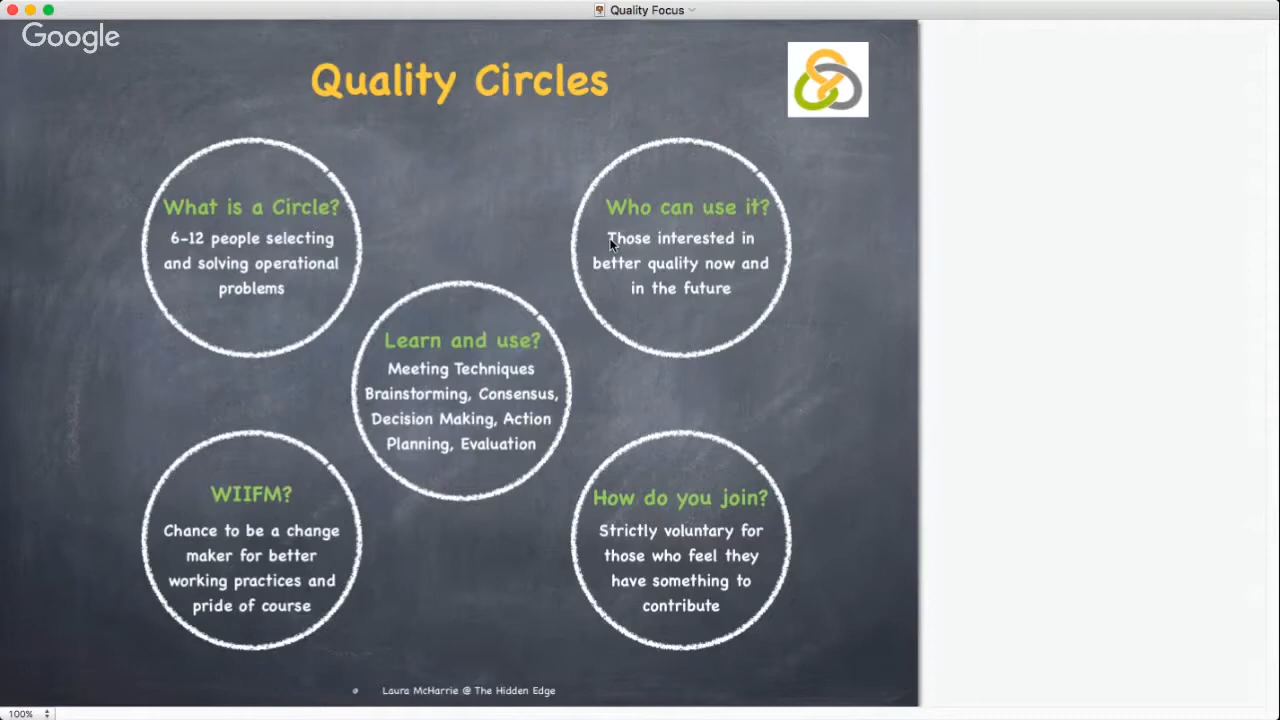 Quality Focus
Google
Quality Circles
What is a Circle?
6-12 people selecting
and solving operational
problems
Who can use it?
Those interested in
better quality now and
in the future
Learn and use?
Meeting Techniques
Brainstorming, Consensus,
Decision Making, Action
Planning, Evaluation
WIIFM?
Chance to be a change
maker for better
working practices and
pride of course
How do you join?
Strictly voluntary for
those who feel they
have something to
contribute
Laura McHarrie @ The Hidden Edge
100%